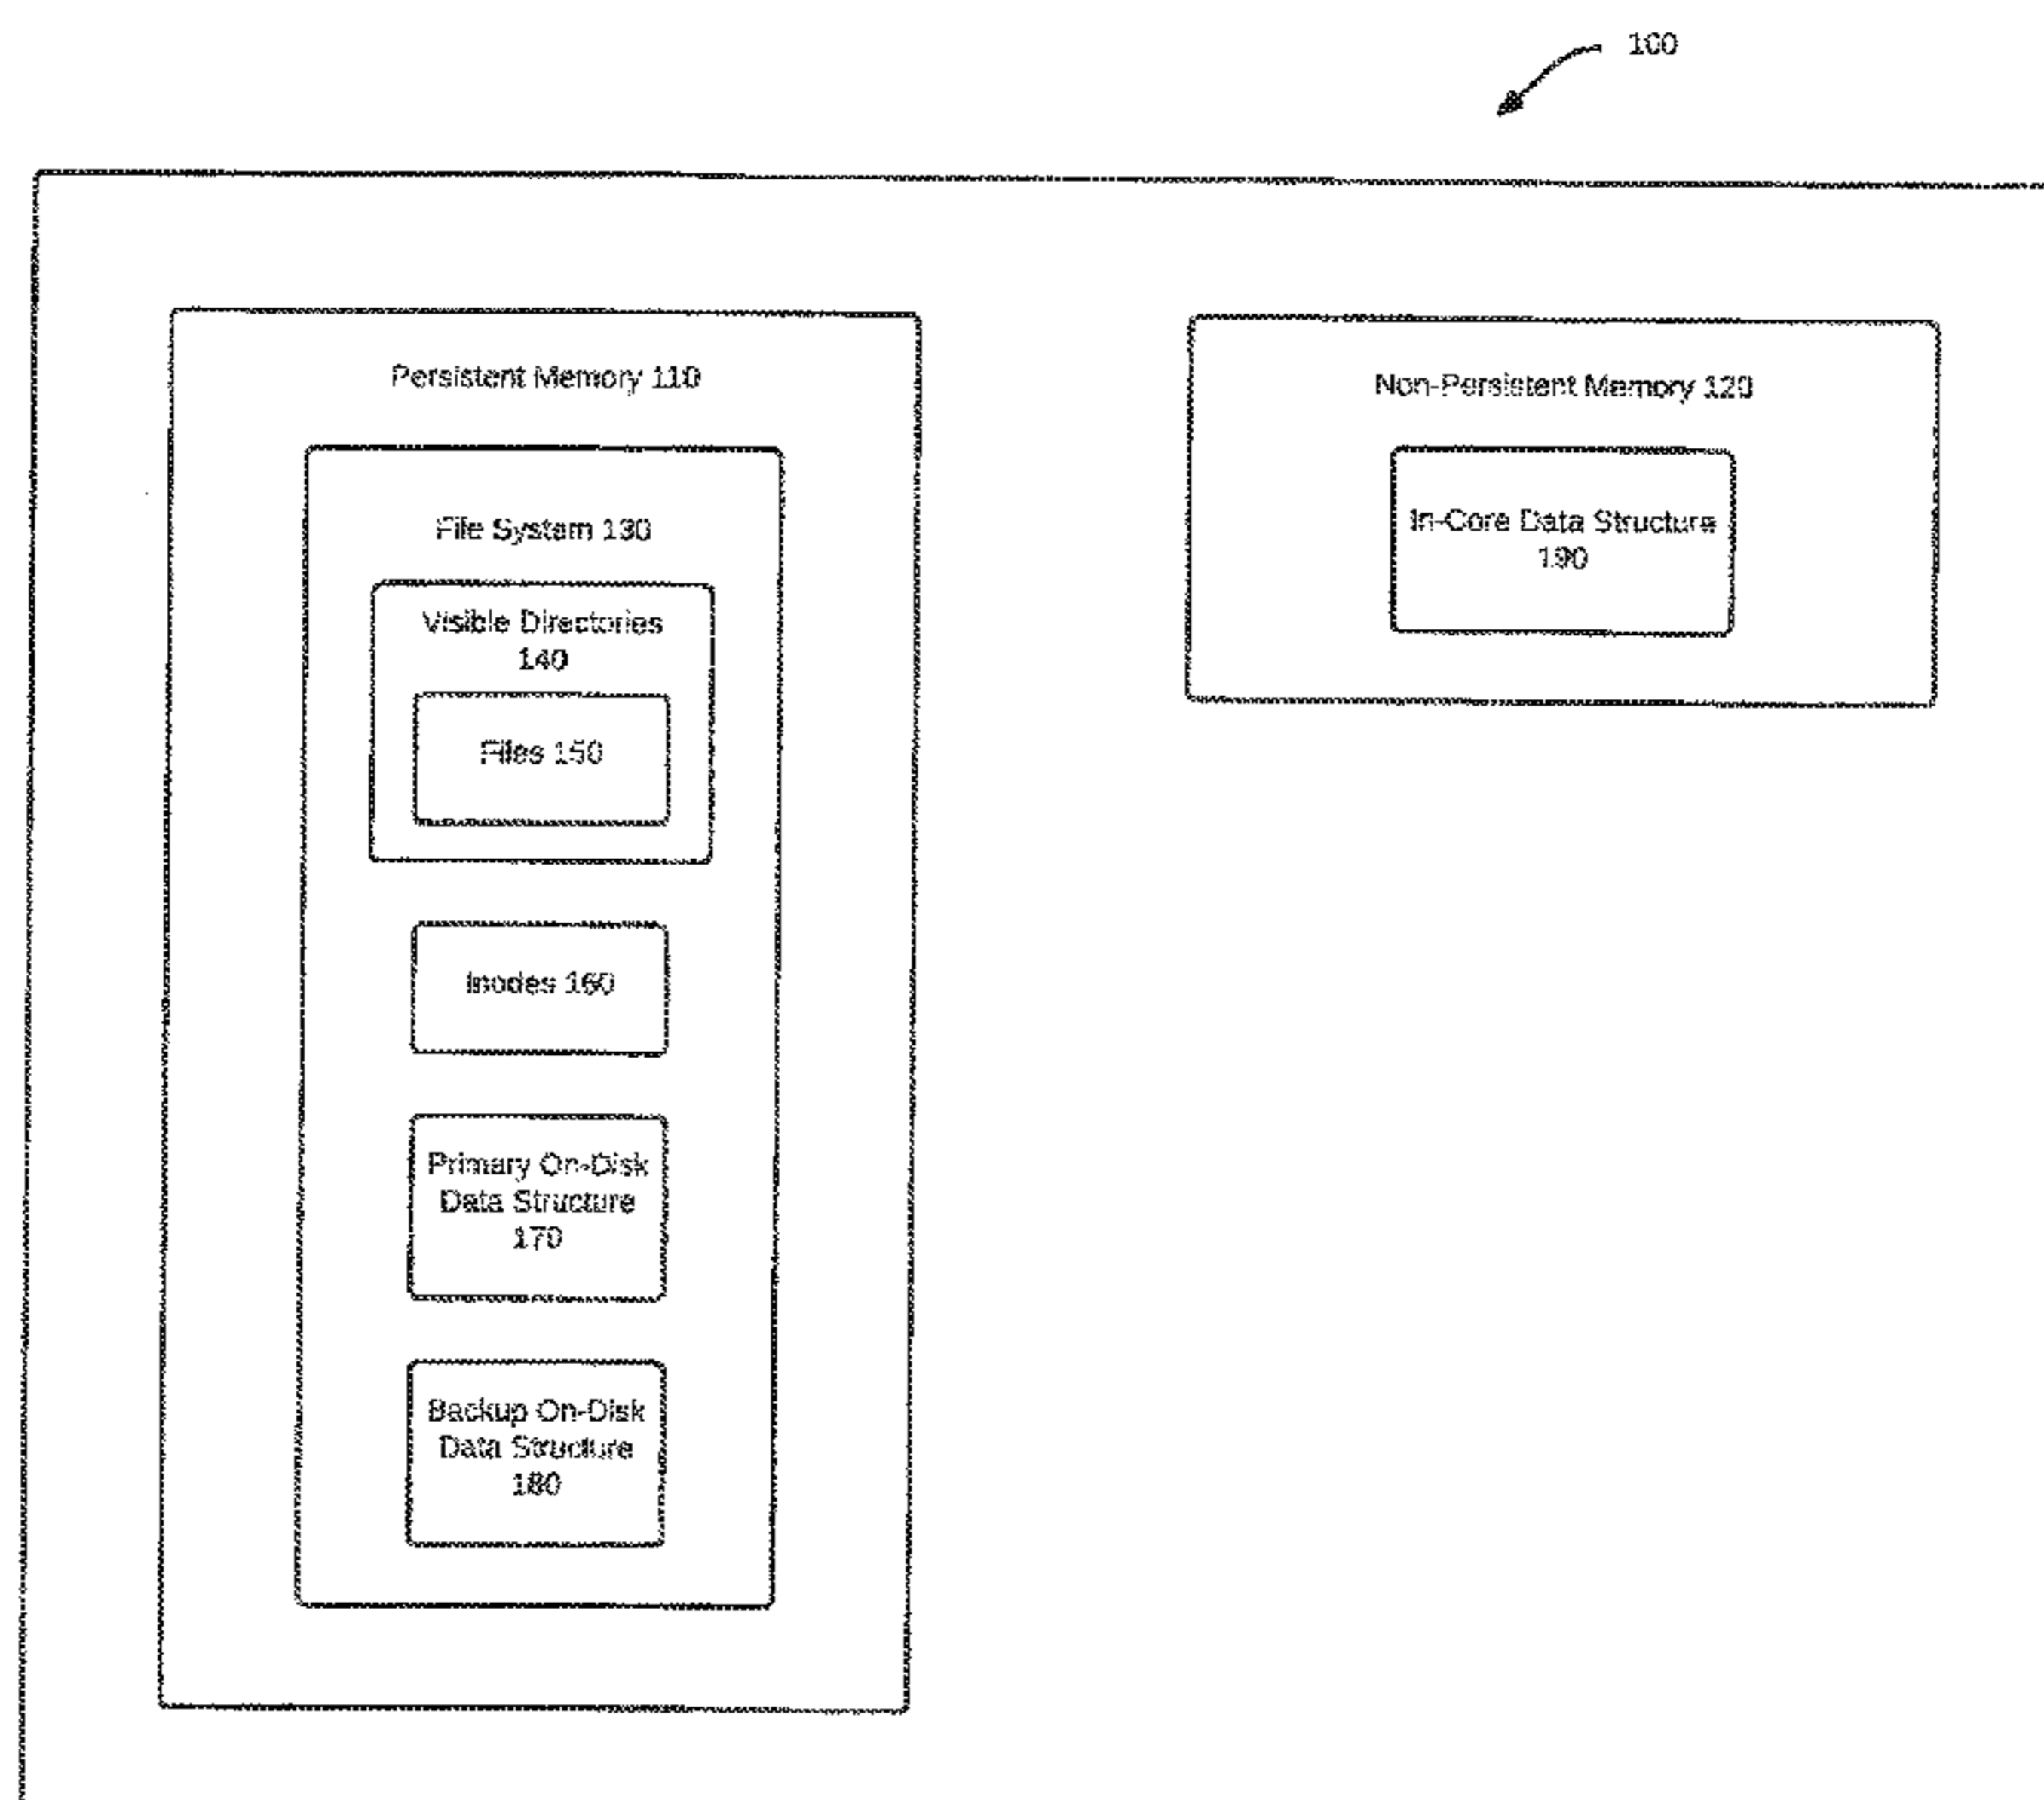 100
Persistent Memory 110
Non-Persistent Memory 120
File System 130
In-Core Data Structure
190
Visible Directories
140
Files 150
Inodes 160
Primary On-Disk
Data Structure
170
Backup On-Disk
Data Structure
180